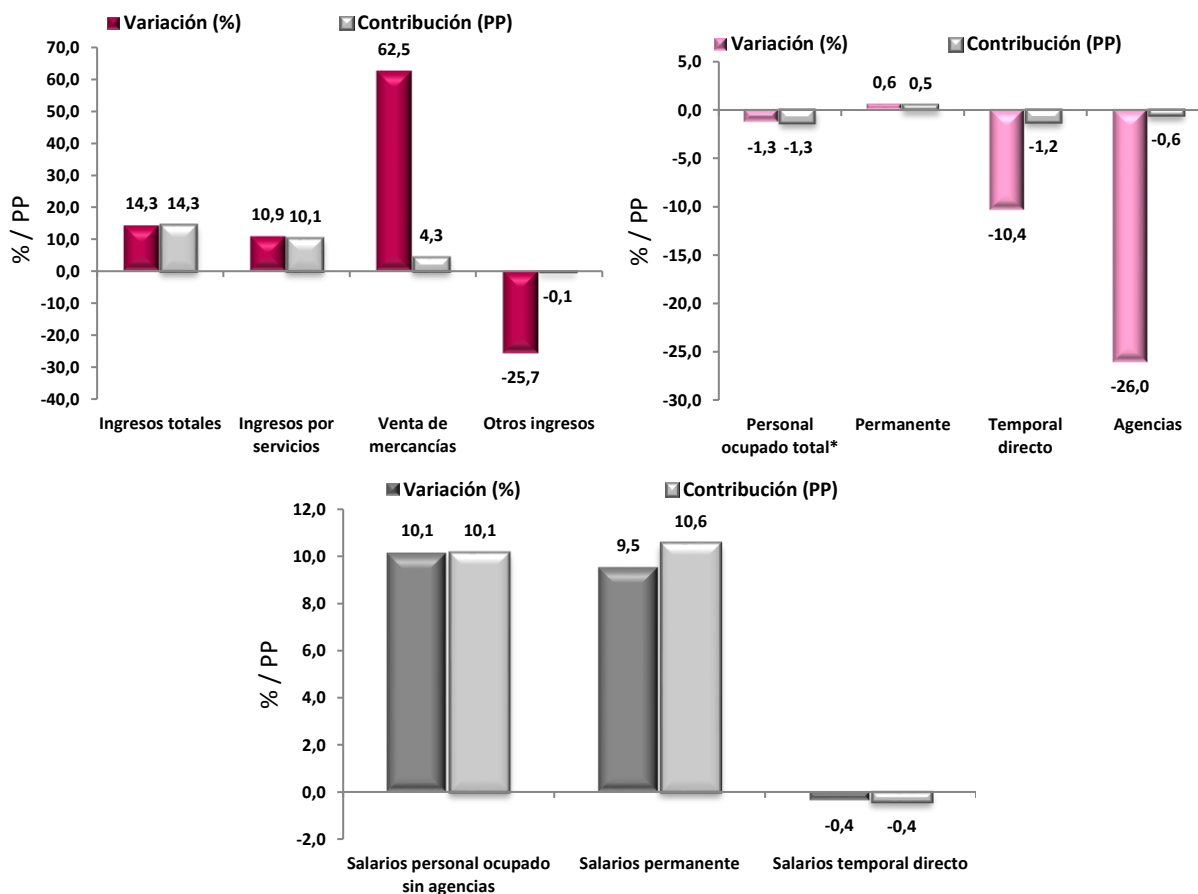 Variación (%) Contribución (PP)
70,0
60,0
50,0
40,0
30,0
20,0
10,0
0,0
-10,0
-20,0
-30,0
-40,0
% / PP
14,3 14,3
10,9 10,1
62,5
4,3
-25,7
-0,1
Ingresos totales
Ingresos por
servicios
Venta de
mercancías
Otros ingresos
Variación (%) Contribución (PP)
5,0
0,0
-5,0
-10,0
-15,0
-20,0
-25,0
-30,0
% / PP
-1,3 -1,3
0,6 0,5
-10,4
-1,2
-26,0
-0,6
Personal
ocupado total*
Permanente
Temporal
directo
Agencias
Variación (%) Contribución (PP)
12,0
10,0
8,0
6,0
4,0
2,0
0,0
-2,0
% / PP
10,1 10,1
9,5
10,6
-0,4 -0,4
Salarios personal ocupado
sin agencias
Salarios permanente
Salarios temporal directo